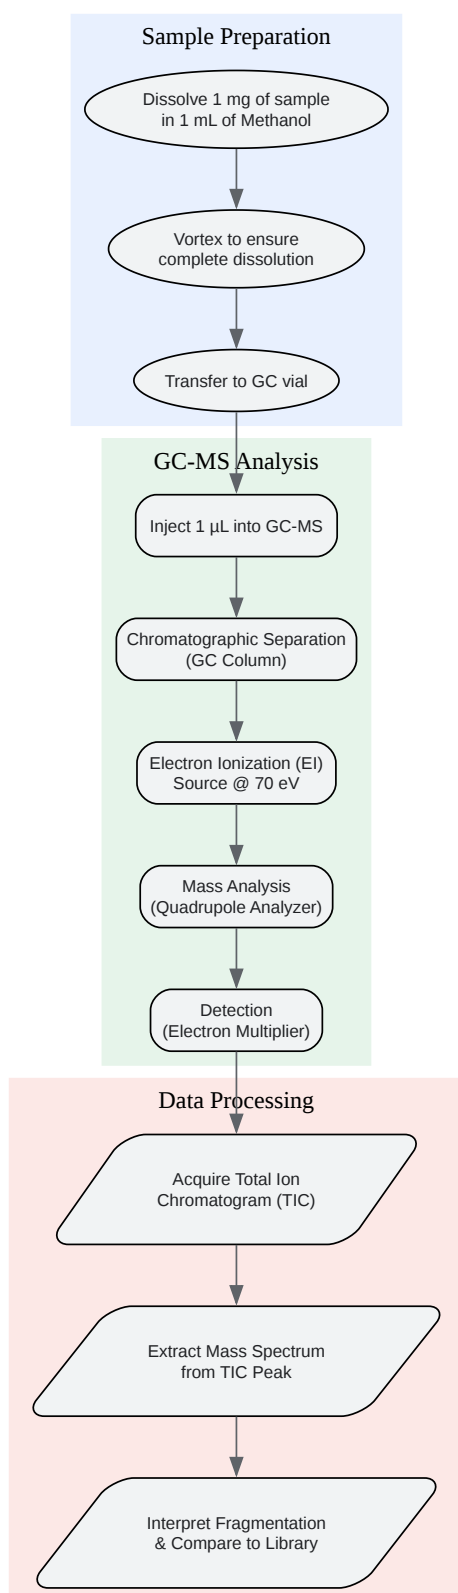 Sample Preparation
Dissolve 1 mg of sample
in 1 mL of Methanol
Vortex to ensure
complete dissolution
Transfer to GC vial
GC-MS Analysis
Inject 1 µL into GC-MS
Chromatographic Separation
(GC Column)
Electron Ionization (EI)
Source @ 70 eV
Mass Analysis
(Quadrupole Analyzer)
Detection
(Electron Multiplier)
Data Processing
Acquire Total Ion
Chromatogram (TIC)
Extract Mass Spectrum
from TIC Peak
Interpret Fragmentation
& Compare to Library